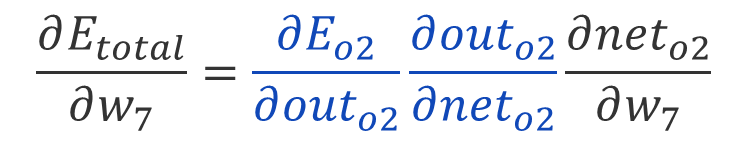 ∂E_total/∂w_7 = ∂E_o2/∂out_o2 ∂out_o2/∂net_o2 ∂net_o2/∂w_7